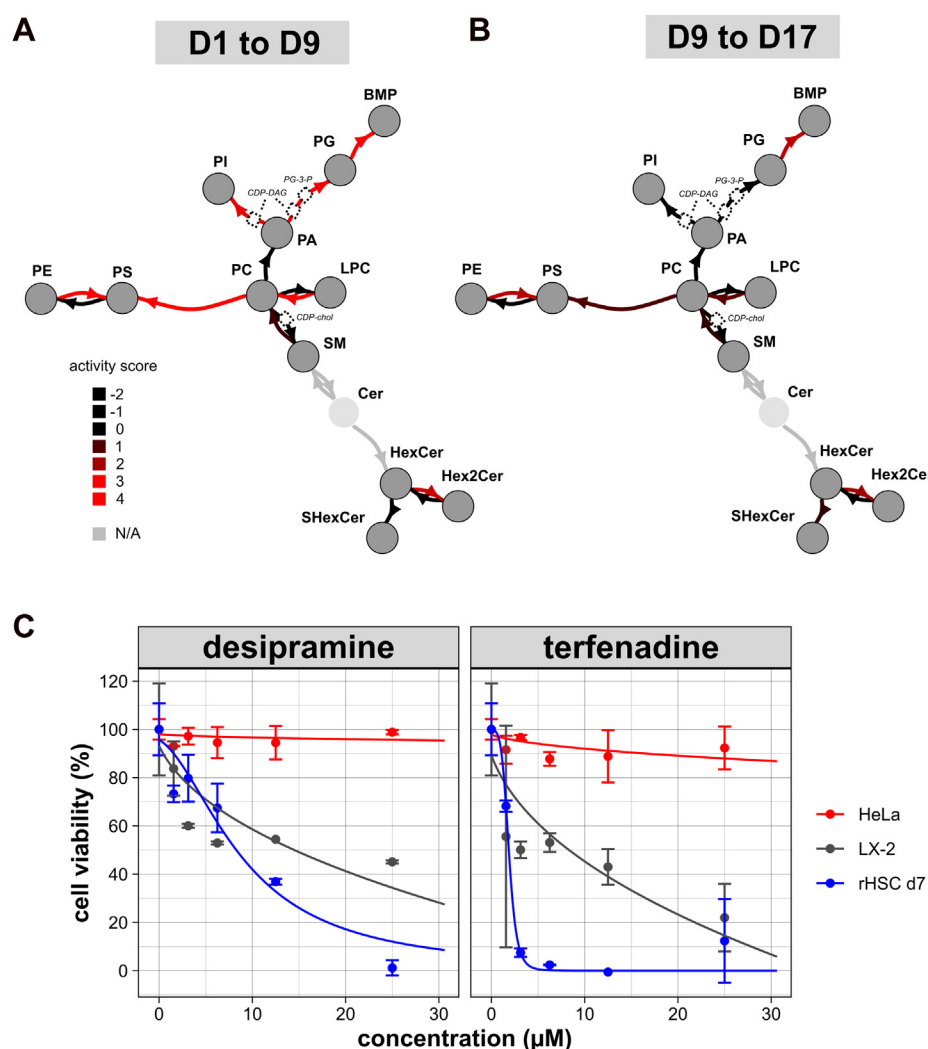 A
D1 to D9
B
D9 to D17
BMP
PG
PI
PG-3-P
CDP-DAG
PA
PE
PS
PC
LPC
CDP-chol
SM
Cer
HexCer
Hex2Cer
SHexCer
activity score
-2
-1
0
1
2
3
4
N/A
BMP
PG
PI
PG-3-P
CDP-DAG
PA
PE
PS
PC
LPC
CDP-chol
SM
Cer
HexCer
Hex2Cer
SHexCer
C
desipramine
terfenadine
cell viability (%)
120
100
80
60
40
20
0
0 10 20 30
0 10 20 30
concentration (µM)
HeLa
LX-2
rHSC d7